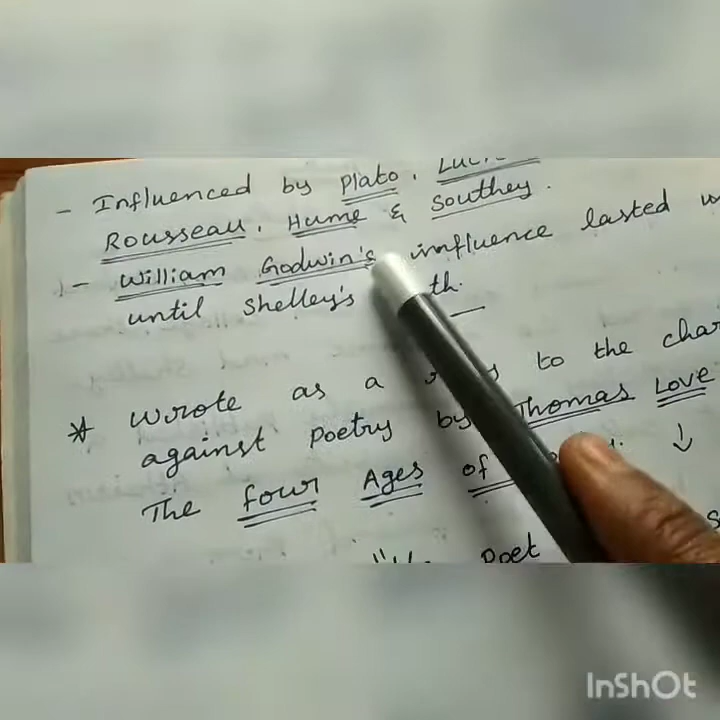 - Influenced by Plato,
Rousseau, Hume & Southey.
- William Godwin's influence lasted
until Shelley's th.
* Wrote as a to the
against Poetry by Thomas Love
The four Ages of
Poet
InShOt